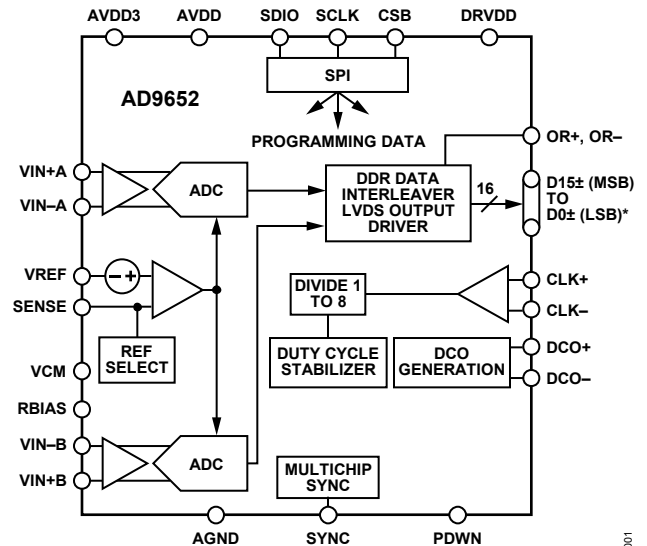 AVDD3 AVDD SDIO SCLK CSB DRVDD
SPI
AD9652
PROGRAMMING DATA
OR+, OR–
VIN+A
VIN–A
ADC
DDR DATA
INTERLEAVER
LVDS OUTPUT
DRIVER
16
D15± (MSB)
TO
D0± (LSB)*
VREF
– +
SENSE
REF
SELECT
DIVIDE 1
TO 8
CLK+
CLK–
DUTY CYCLE
STABILIZER
DCO
GENERATION
DCO+
DCO–
VCM
RBIAS
VIN–B
VIN+B
ADC
MULTICHIP
SYNC
AGND SYNC PDWN
001